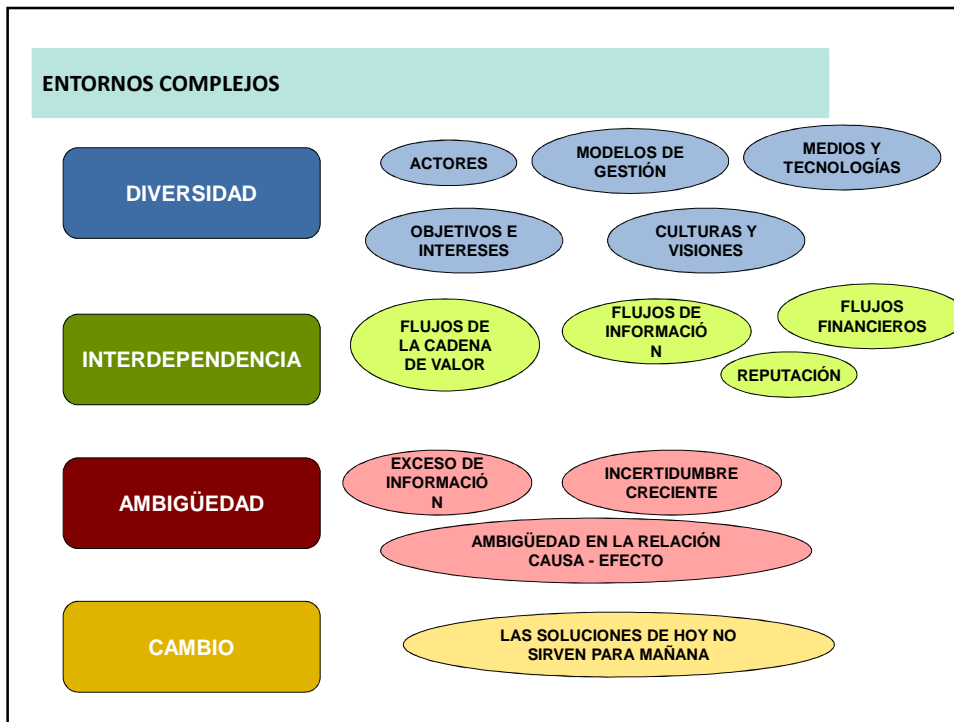 ENTORNOS COMPLEJOS
DIVERSIDAD
ACTORES
MODELOS DE
GESTIÓN
MEDIOS Y
TECNOLOGÍAS
OBJETIVOS E
INTERESES
CULTURAS Y
VISIONES
INTERDEPENDENCIA
FLUJOS DE
LA CADENA
DE VALOR
FLUJOS DE
INFORMACIÓ
N
FLUJOS
FINANCIEROS
REPUTACIÓN
AMBIGÜEDAD
EXCESO DE
INFORMACIÓ
N
INCERTIDUMBRE
CRECIENTE
AMBIGÜEDAD EN LA RELACIÓN
CAUSA - EFECTO
CAMBIO
LAS SOLUCIONES DE HOY NO
SIRVEN PARA MAÑANA